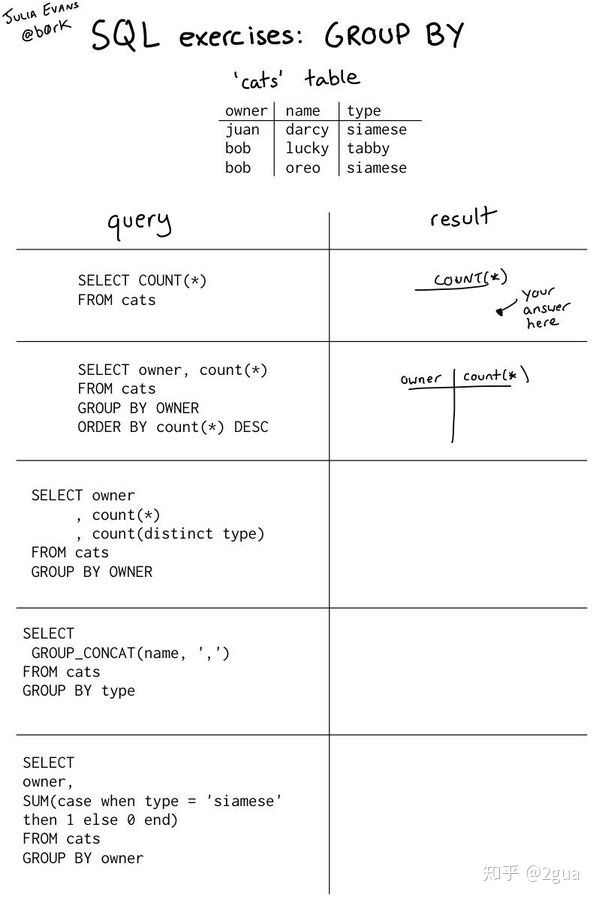 JULIA EVANS
@b0rk
SQL exercises: GROUP BY
'cats' table
owner name type
juan darcy siamese
bob lucky tabby
bob oreo siamese
query result
SELECT COUNT(*)
FROM cats
COUNT(*)
your
answer
here
SELECT owner, count(*)
FROM cats
GROUP BY OWNER
ORDER BY count(*) DESC
owner count(*)
SELECT owner
, count(*)
, count(distinct type)
FROM cats
GROUP BY OWNER
SELECT
GROUP_CONCAT(name, ',')
FROM cats
GROUP BY type
SELECT
owner,
SUM(case when type = 'siamese'
then 1 else 0 end)
FROM cats
GROUP BY owner
知乎 @2gua